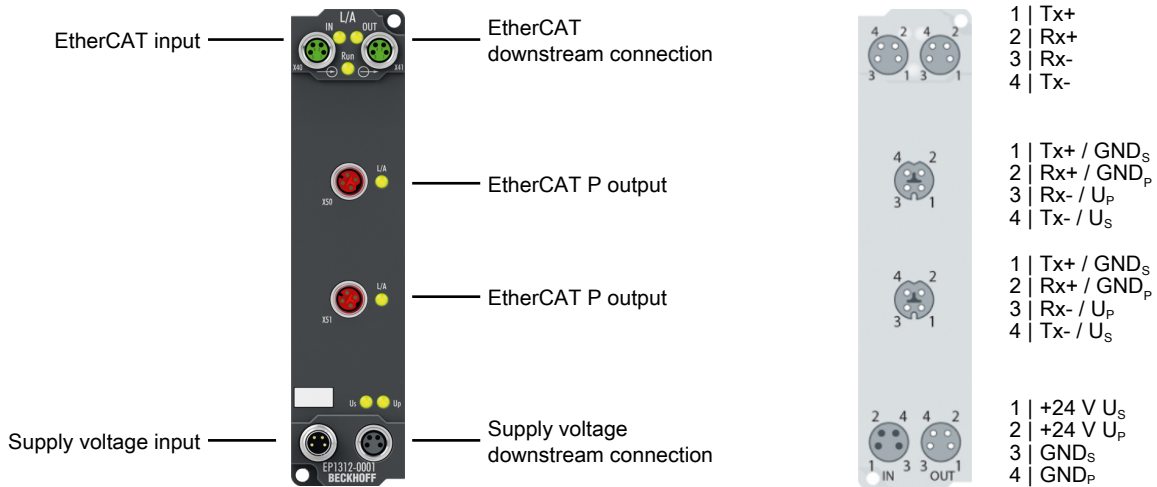 EtherCAT input
L/A
IN OUT
Run
X40 X41
EtherCAT
downstream connection
L/A
X50
EtherCAT P output
L/A
X51
EtherCAT P output
Us Up
Supply voltage input
EP1312-0001
BECKHOFF
Supply voltage
downstream connection
4 2 4 2
3 1 3 1
1 | Tx+
2 | Rx+
3 | Rx-
4 | Tx-
4 2
3 1
1 | Tx+ / GNDS
2 | Rx+ / GNDP
3 | Rx- / UP
4 | Tx- / US
4 2
3 1
1 | Tx+ / GNDS
2 | Rx+ / GNDP
3 | Rx- / UP
4 | Tx- / US
2 4 4 2
1 3 3 1
IN OUT
1 | +24 V US
2 | +24 V UP
3 | GNDS
4 | GNDP